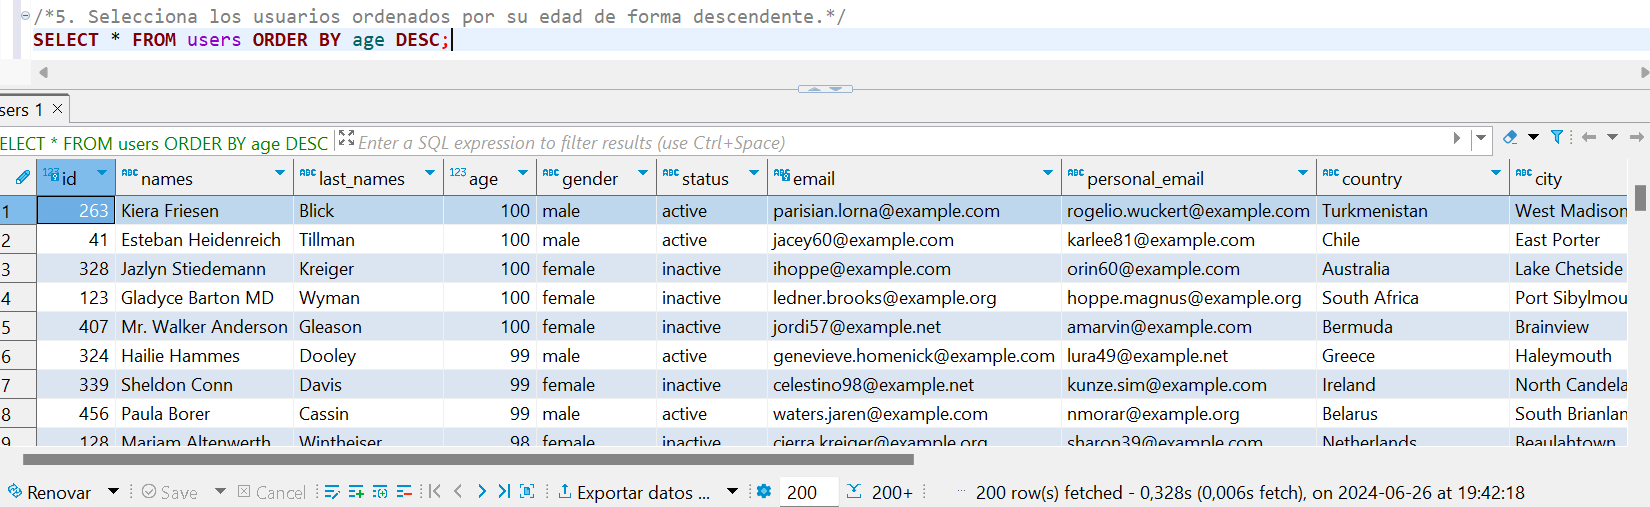 /*5. Selecciona los usuarios ordenados por su edad de forma descendente.*/
SELECT * FROM users ORDER BY age DESC;
sers 1
ELECT * FROM users ORDER BY age DESC Enter a SQL expression to filter results (use Ctrl+Space)
123 id ABC names ABC last_names 123 age ABC gender ABC status ABC email ABC personal_email ABC country ABC city
1 263 Kiera Friesen Blick 100 male active parisian.lorna@example.com rogelio.wuckert@example.com Turkmenistan West Madison
2 41 Esteban Heidenreich Tillman 100 male active jacey60@example.com karlee81@example.com Chile East Porter
3 328 Jazlyn Stiedemann Kreiger 100 female inactive ihoppe@example.com orin60@example.com Australia Lake Chetside
4 123 Gladyce Barton MD Wyman 100 female inactive ledner.brooks@example.org hoppe.magnus@example.org South Africa Port Sibylmou
5 407 Mr. Walker Anderson Gleason 100 female inactive jordi57@example.net amarvin@example.com Bermuda Brainview
6 324 Hailie Hammes Dooley 99 male active genevieve.homenick@example.com lura49@example.net Greece Haleymouth
7 339 Sheldon Conn Davis 99 female inactive celestino98@example.net kunze.sim@example.com Ireland North Candela
8 456 Paula Borer Cassin 99 male active waters.jaren@example.com nmorar@example.org Belarus South Brianlan
9 128 Mariam Altenwerth Wintheiser 98 female inactive cierra.kreiger@example.org sharon39@example.com Netherlands Beaulahtown
Renovar Save Cancel Exportar datos ... 200 200+ 200 row(s) fetched - 0,328s (0,006s fetch), on 2024-06-26 at 19:42:18